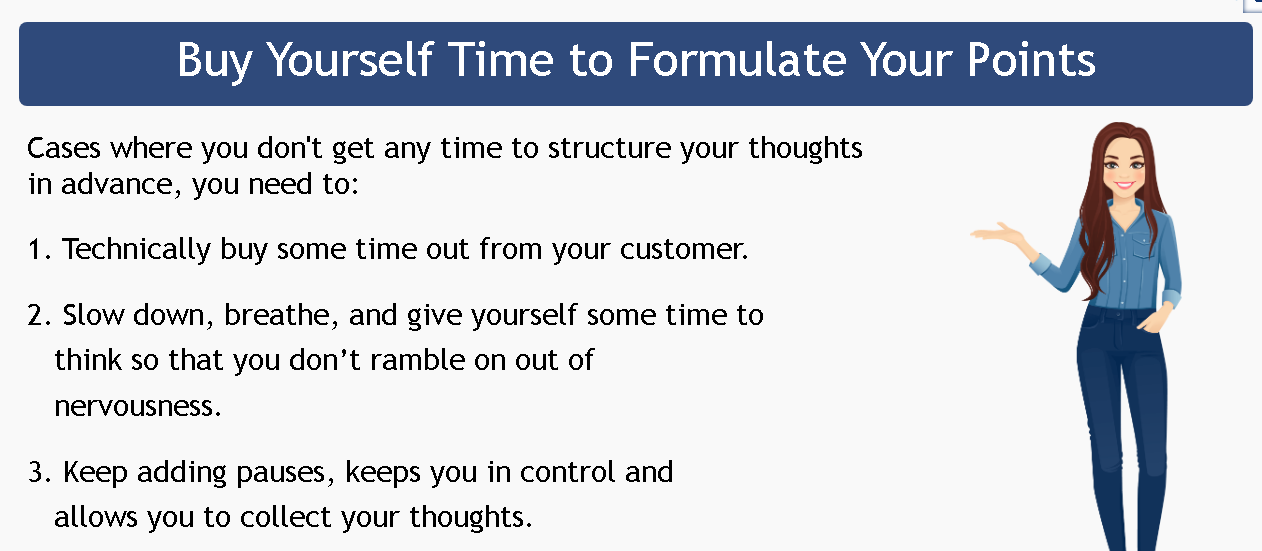 Buy Yourself Time to Formulate Your Points
Cases where you don't get any time to structure your thoughts
in advance, you need to:
1. Technically buy some time out from your customer.
2. Slow down, breathe, and give yourself some time to
think so that you don’t ramble on out of
nervousness.
3. Keep adding pauses, keeps you in control and
allows you to collect your thoughts.